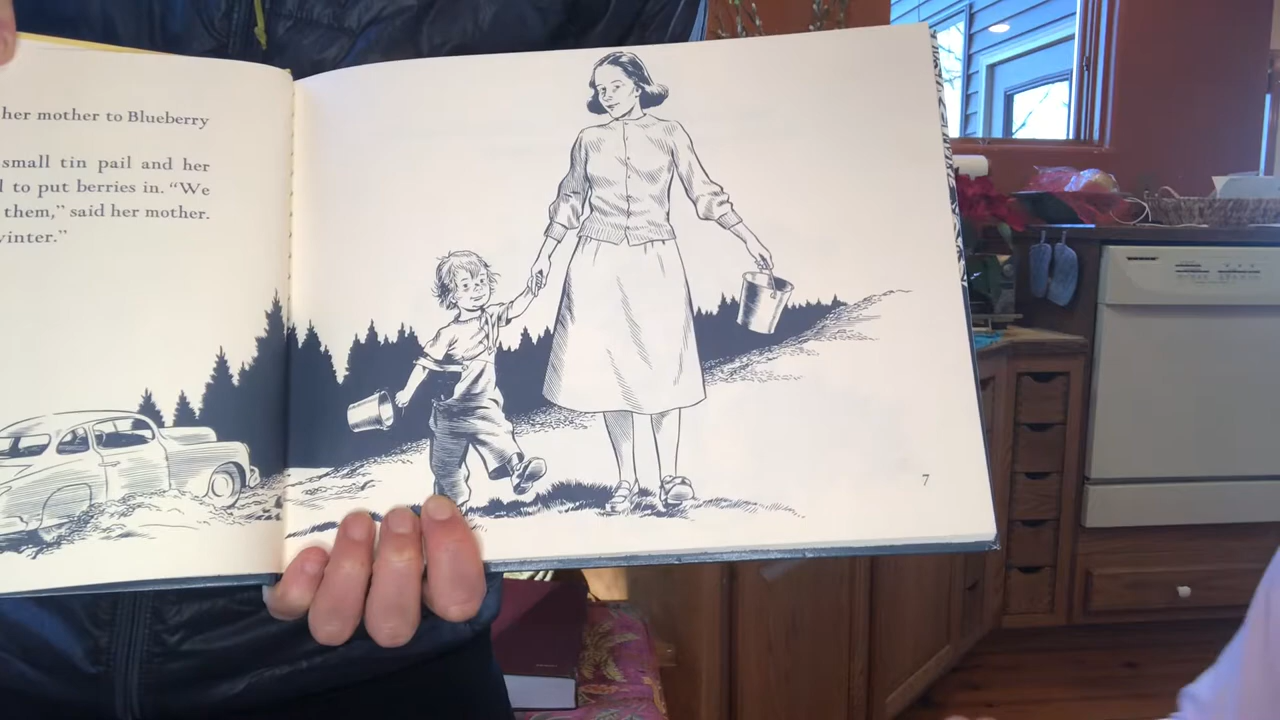 her mother to Blueberry
small tin pail and her
to put berries in. “We
them,” said her mother.
winter.”
7